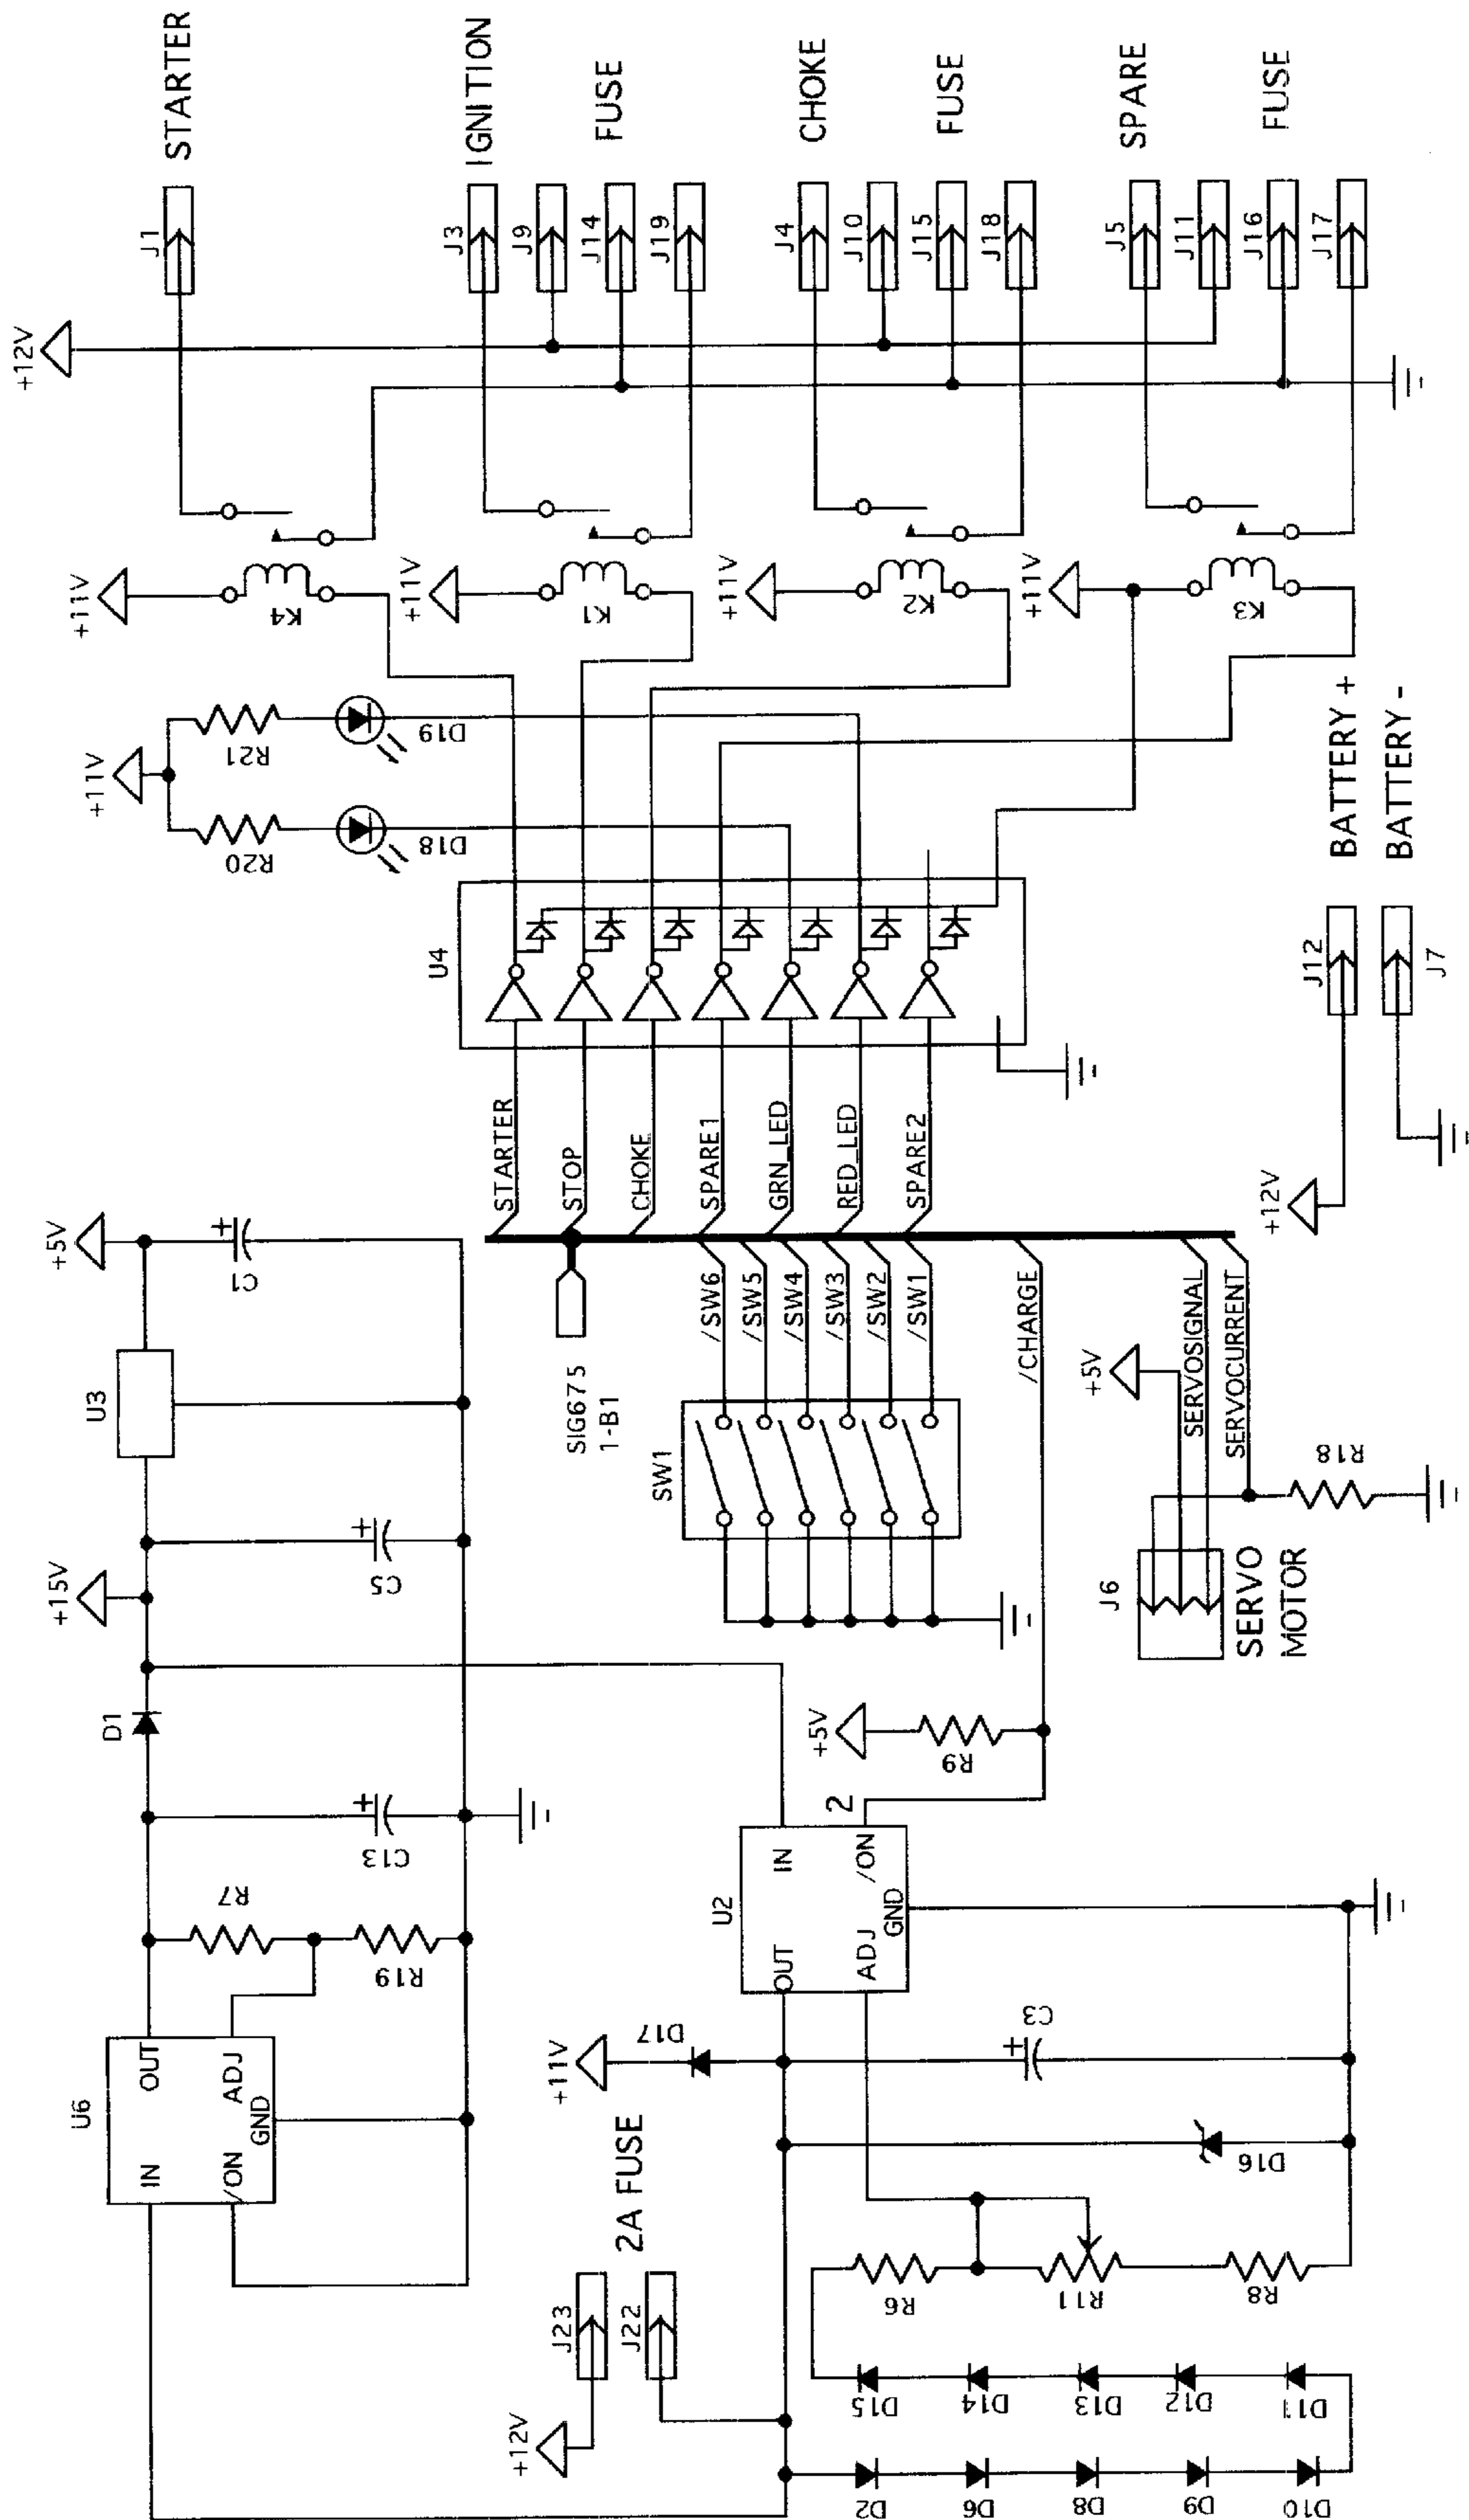 STARTER
IGNITION
FUSE
CHOKE
FUSE
SPARE
FUSE
J1
J3
J9
J14
J19
J4
J10
J15
J18
J5
J11
J16
J17
+12V
+11V
+11V
+11V
+11V
K4
K1
K2
K3
+11V
R21
R20
D19
D18
U4
BATTERY +
BATTERY -
J12
J7
+12V
STARTER
STOP
CHOKE
SPARE1
GRN_LED
RED_LED
SPARE2
+5V
C1
U3
SIG675
1-B1
/SW6
/SW5
/SW4
/SW3
/SW2
/SW1
/CHARGE
SERVOSIGNAL
SERVOCURRENT
+5V
SW1
R18
J6
SERVO
MOTOR
+15V
C5
D1
C13
R7
R19
+5V
R9
2
U2
IN
/ON
OUT
ADJ
GND
U6
OUT
ADJ
GND
IN
/ON
+11V
D17
C3
D16
2A FUSE
J23
J22
+12V
R6
R11
R8
D15
D14
D13
D12
D11
D2
D6
D8
D9
D10